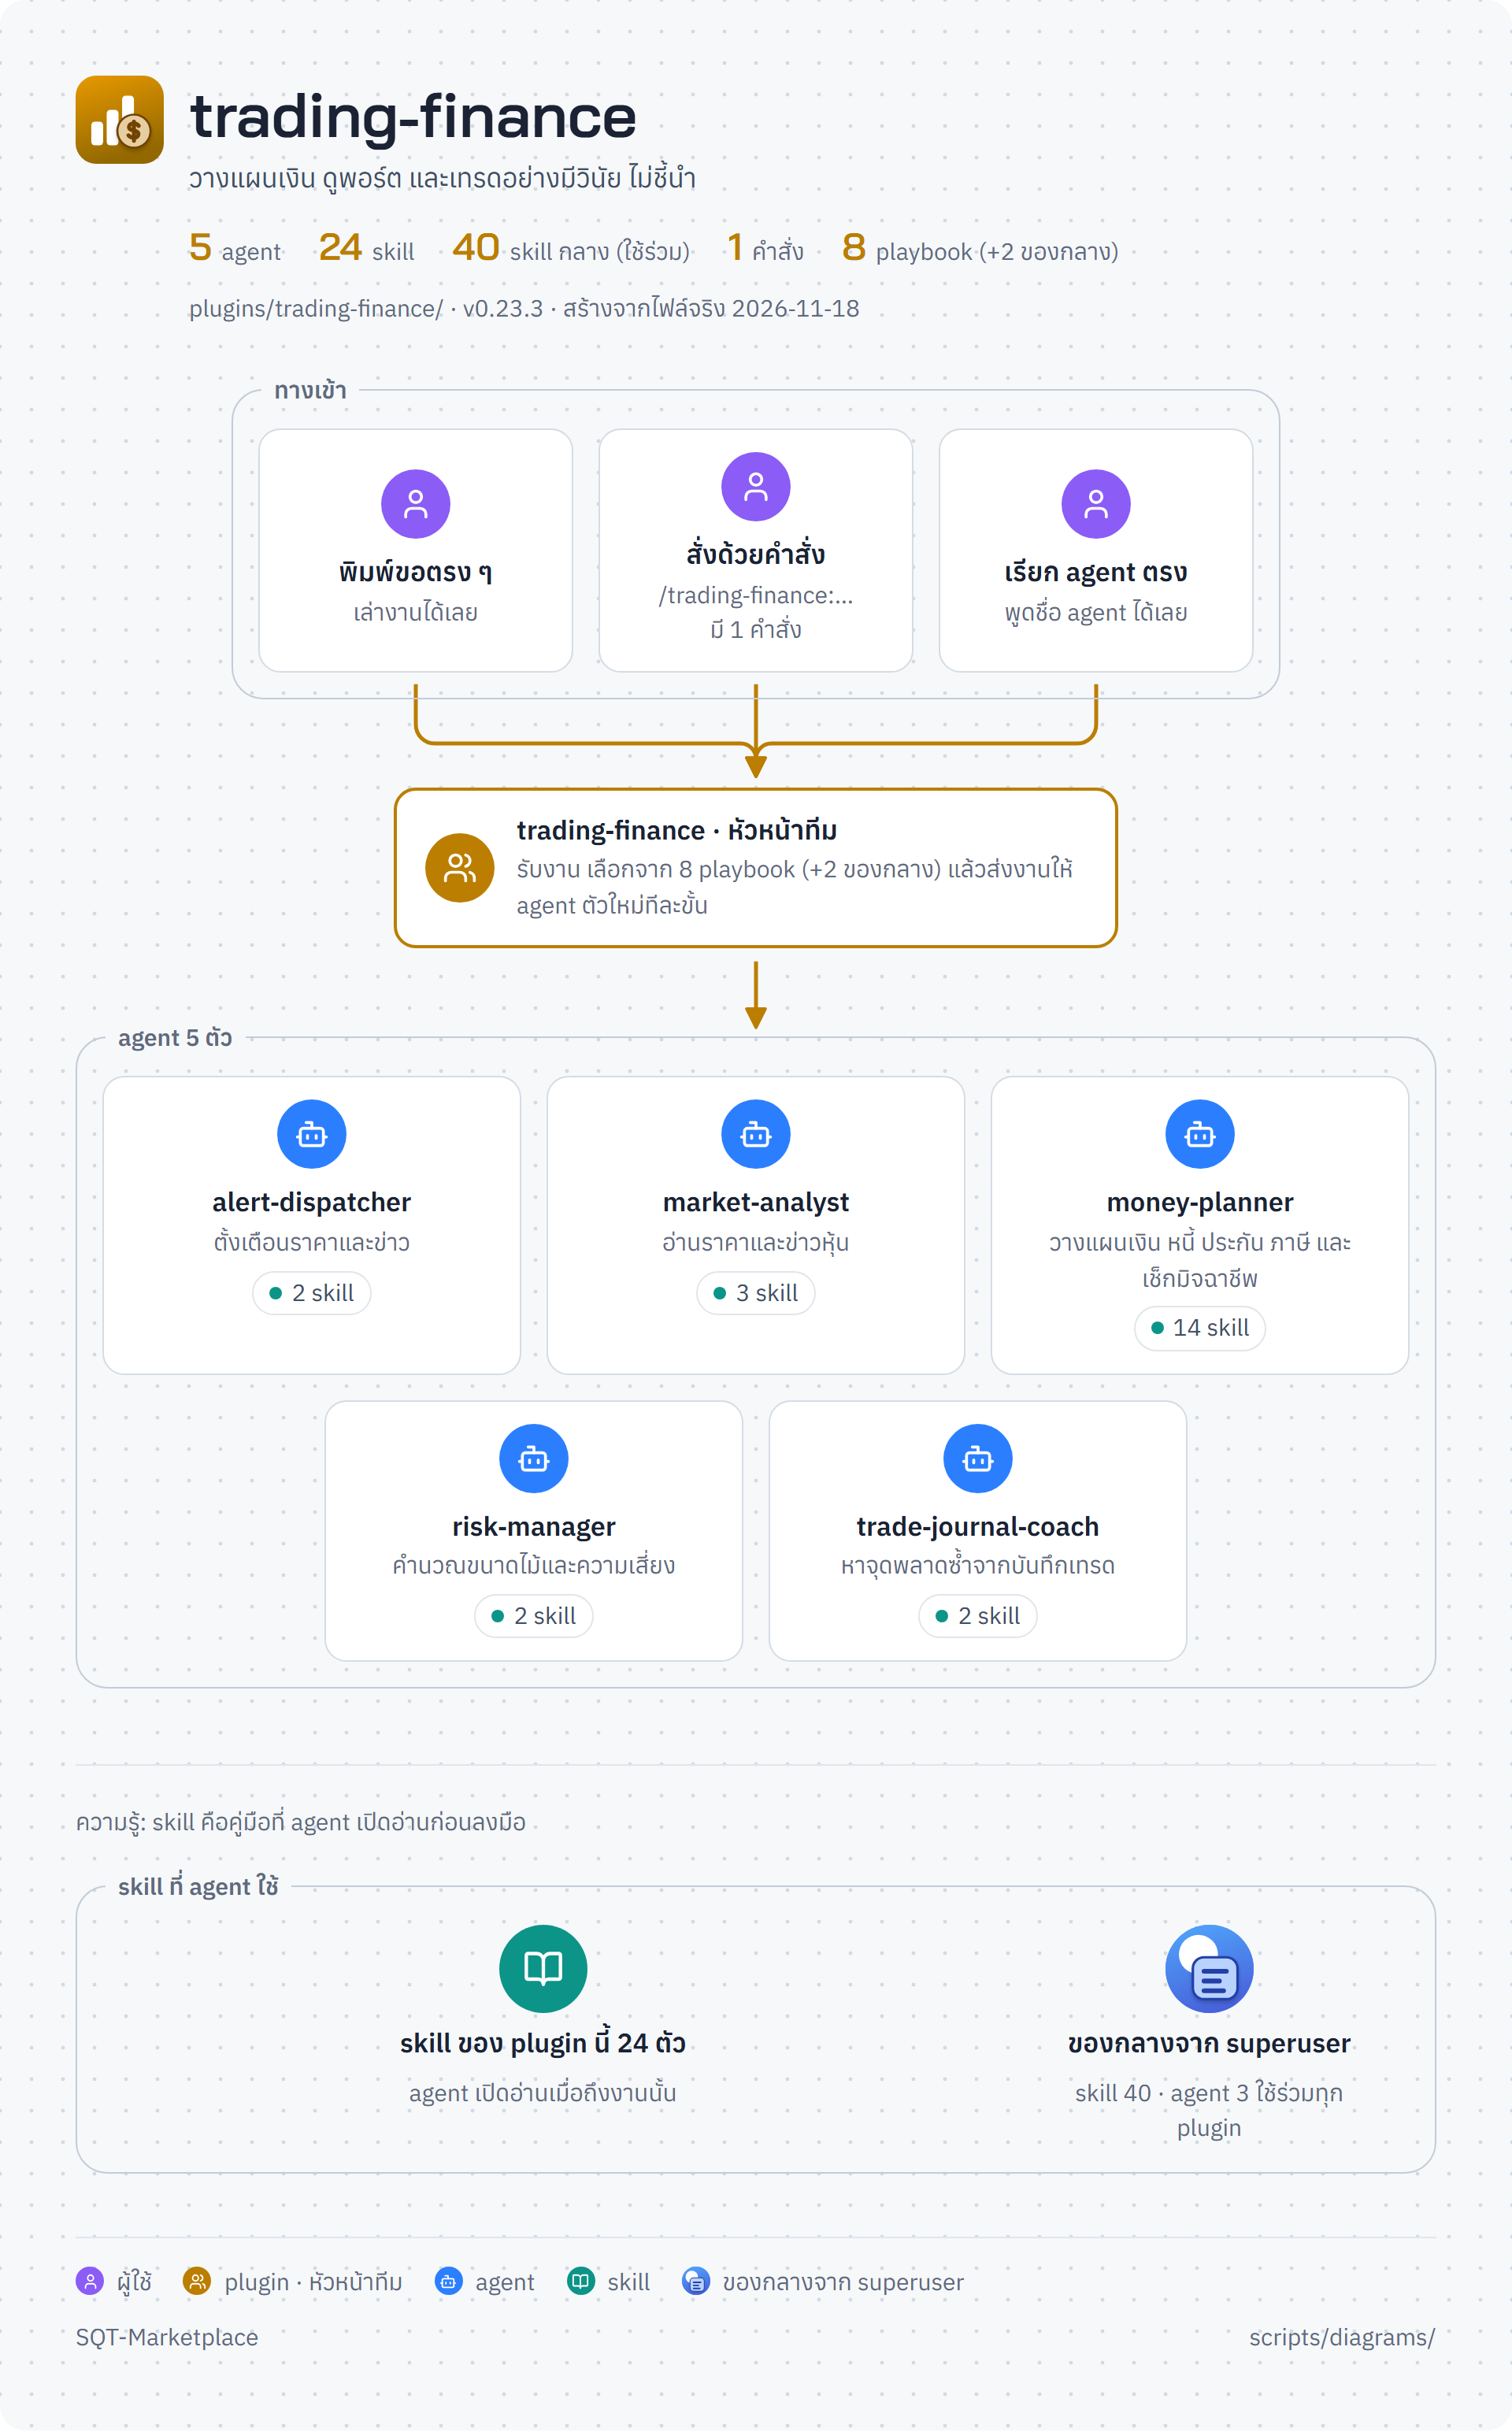 trading-finance
วางแผนเงิน ดูพอร์ต และเทรดอย่างมีวินัย ไม่ชี้นำ
5 agent 24 skill 40 skill กลาง (ใช้ร่วม) 1 คำสั่ง 8 playbook (+2 ของกลาง)
plugins/trading-finance/ · v0.23.3 · สร้างจากไฟล์จริง 2026-11-18
ทางเข้า
พิมพ์ขอตรง ๆ
เล่างานได้เลย
สั่งด้วยคำสั่ง
/trading-finance:...
มี 1 คำสั่ง
เรียก agent ตรง
พูดชื่อ agent ได้เลย
trading-finance · หัวหน้าทีม
รับงาน เลือกจาก 8 playbook (+2 ของกลาง) แล้วส่งงานให้
agent ตัวใหม่ทีละขั้น
agent 5 ตัว
alert-dispatcher
ตั้งเตือนราคาและข่าว
2 skill
market-analyst
อ่านราคาและข่าวหุ้น
3 skill
money-planner
วางแผนเงิน หนี้ ประกัน ภาษี และ
เช็กมิจฉาชีพ
14 skill
risk-manager
คำนวณขนาดไม้และความเสี่ยง
2 skill
trade-journal-coach
หาจุดพลาดซ้ำจากบันทึกเทรด
2 skill
ความรู้: skill คือคู่มือที่ agent เปิดอ่านก่อนลงมือ
skill ที่ agent ใช้
skill ของ plugin นี้ 24 ตัว
agent เปิดอ่านเมื่อถึงงานนั้น
ของกลางจาก superuser
skill 40 · agent 3 ใช้ร่วมทุก
plugin
ผู้ใช้ plugin · หัวหน้าทีม agent skill ของกลางจาก superuser
SQT-Marketplace
scripts/diagrams/